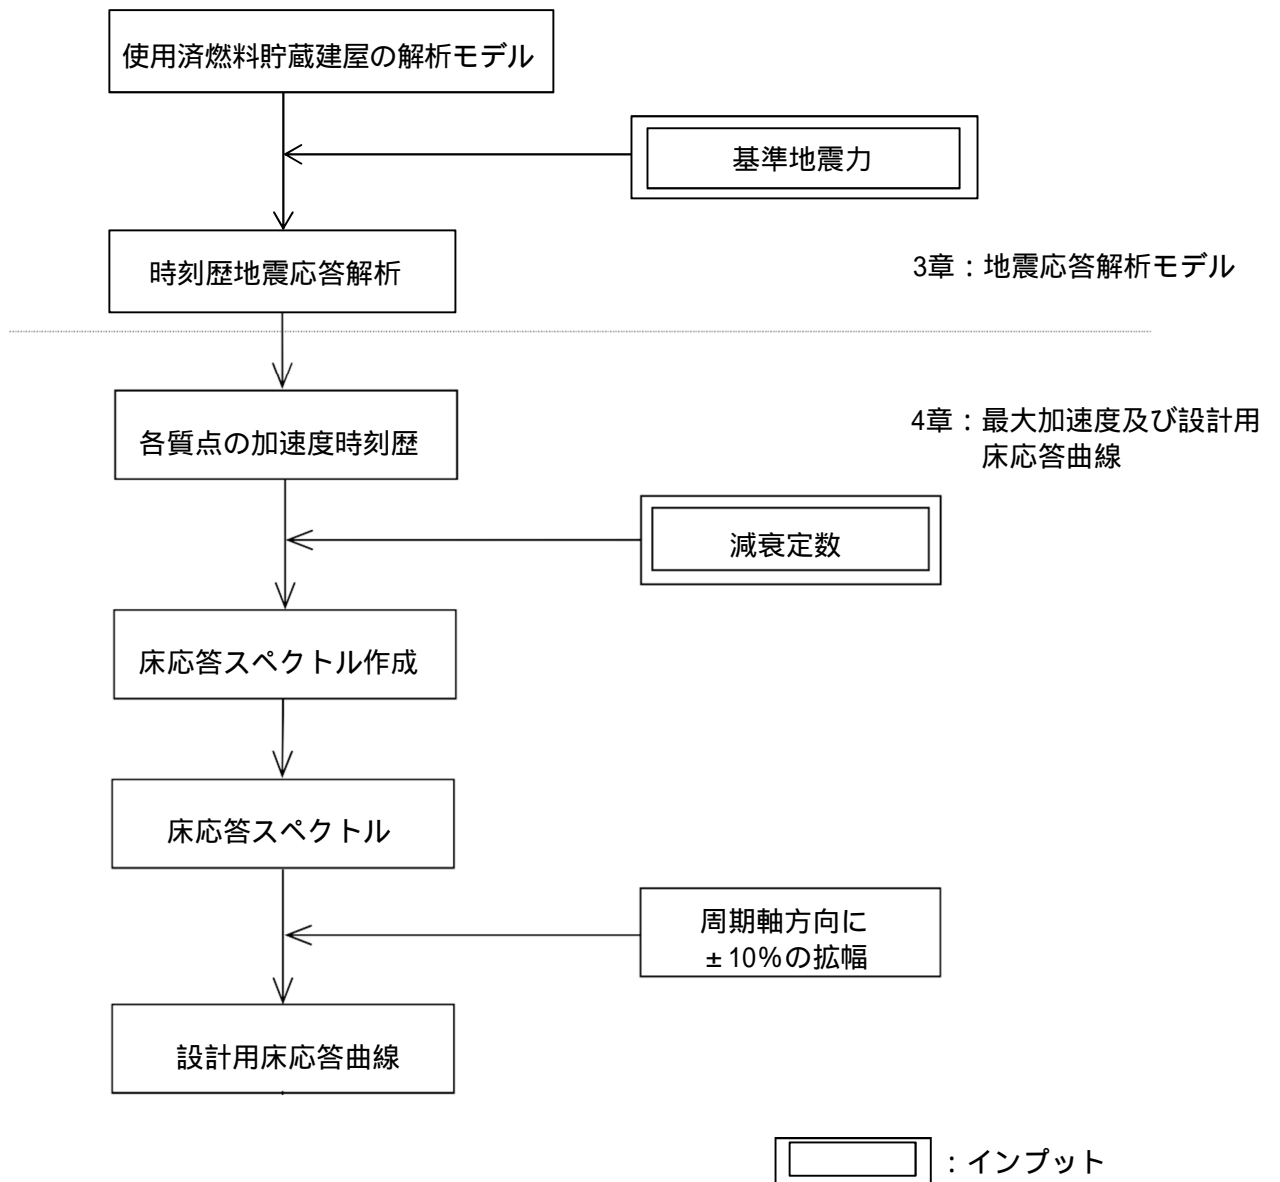 使用済燃料貯蔵建屋の解析モデル
基準地震力
時刻歴地震応答解析
3章：地震応答解析モデル
各質点の加速度時刻歴
4章：最大加速度及び設計用
床応答曲線
減衰定数
床応答スペクトル作成
床応答スペクトル
周期軸方向に
±10％の拡幅
設計用床応答曲線
：インプット